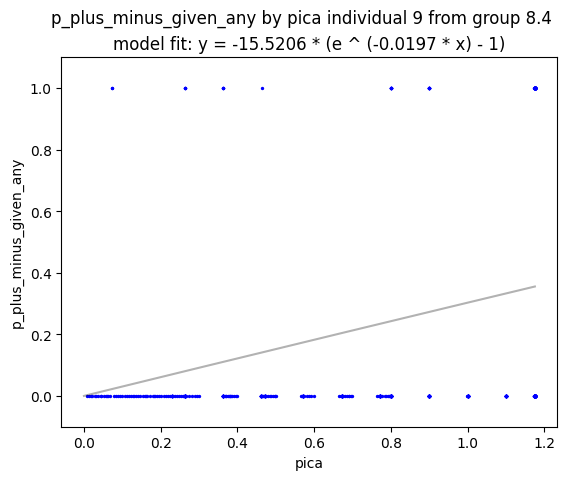 p_plus_minus_given_any by pica individual 9 from group 8.4
model fit: y = -15.5206 * (e ^ (-0.0197 * x) - 1)
p_plus_minus_given_any
1.0
0.8
0.6
0.4
0.2
0.0
0.0 0.2 0.4 0.6 0.8 1.0 1.2
pica